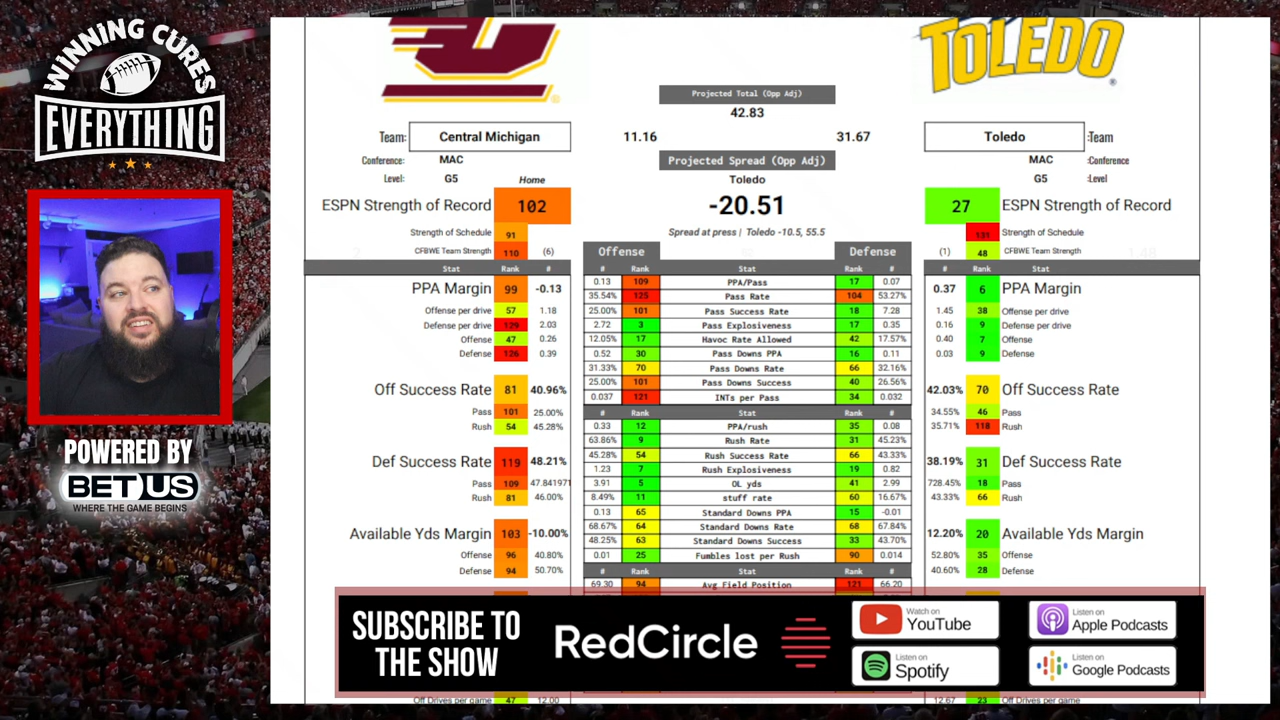 WINNING CURES
EVERYTHING
POWERED BY
BETUS
WHERE THE GAME BEGINS
TOLEDO
Projected Total (Opp Adj)
42.83
Team: Central Michigan 11.16 31.67 Toledo :Team
Conference: MAC MAC :Conference
Level: G5 Home G5 :Level
Projected Spread (Opp Adj)
Toledo
-20.51
Spread at press | Toledo -10.5, 55.5
ESPN Strength of Record 102 27 ESPN Strength of Record
Strength of Schedule 91 131 Strength of Schedule
CFBWE Team Strength 110 (6) (1) 48 CFBWE Team Strength
Offense Defense
Stat Rank # # Rank Stat Rank # # Rank Stat
PPA Margin 99 -0.13 0.37 6 PPA Margin
Offense per drive 57 1.18 1.45 38 Offense per drive
Defense per drive 129 2.03 0.16 9 Defense per drive
Offense 47 0.26 0.40 7 Offense
Defense 126 0.39 0.03 9 Defense
0.13 109 PPA/Pass 17 0.07
35.54% 125 Pass Rate 104 53.27%
25.00% 101 Pass Success Rate 18 7.28
2.72 3 Pass Explosiveness 17 0.35
12.05% 17 Havoc Rate Allowed 42 17.57%
0.52 30 Pass Downs PPA 16 0.11
31.33% 70 Pass Downs Rate 66 32.16%
25.00% 101 Pass Downs Success 40 26.56%
0.037 121 INTs per Pass 34 0.032
Off Success Rate 81 40.96% 42.03% 70 Off Success Rate
Pass 101 25.00% 34.55% 46 Pass
Rush 54 45.28% 35.71% 118 Rush
# Rank Stat Rank #
0.33 12 PPA/rush 35 0.08
63.86% 9 Rush Rate 31 45.23%
45.28% 54 Rush Success Rate 66 43.33%
1.23 7 Rush Explosiveness 19 0.82
3.91 5 OL yds 41 2.99
8.49% 11 stuff rate 60 16.67%
0.13 65 Standard Downs PPA 15 -0.01
68.67% 64 Standard Downs Rate 68 67.84%
48.25% 63 Standard Downs Success 33 43.70%
0.01 25 Fumbles lost per Rush 90 0.014
Def Success Rate 119 48.21% 38.19% 31 Def Success Rate
Pass 109 47.841971 728.45% 18 Pass
Rush 81 46.00% 43.33% 66 Rush
Available Yds Margin 103 -10.00% 12.20% 20 Available Yds Margin
Offense 96 40.80% 52.80% 35 Offense
Defense 94 50.70% 40.60% 28 Defense
# Rank Stat Rank #
69.30 94 Avg Field Position 121 66.20
SUBSCRIBE TO
THE SHOW
RedCircle
Watch on
YouTube
Listen on
Apple Podcasts
Listen on
Spotify
Listen on
Google Podcasts
Off Drives per game 47 12.00 12.67 23 Off Drives per game